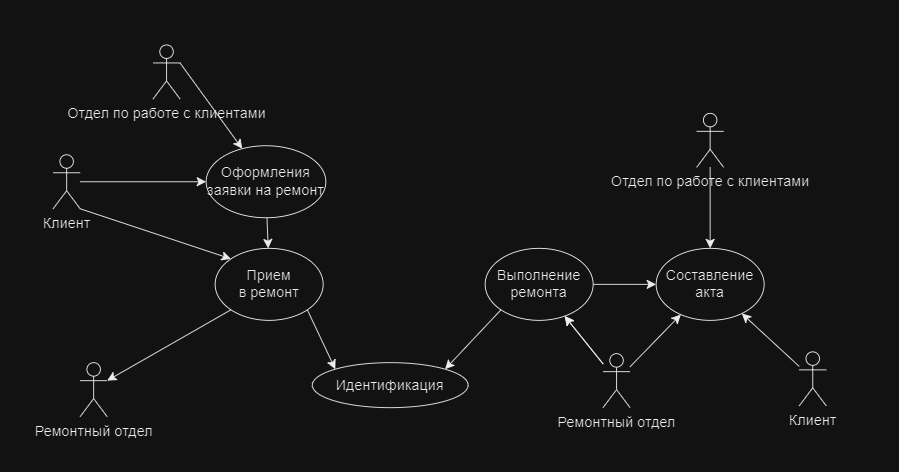 Отдел по работе с клиентами
Оформления
заявки на ремонт
Клиент
Отдел по работе с клиентами
Прием
в ремонт
Выполнение
ремонта
Составление
акта
Идентификация
Ремонтный отдел
Ремонтный отдел
Клиент